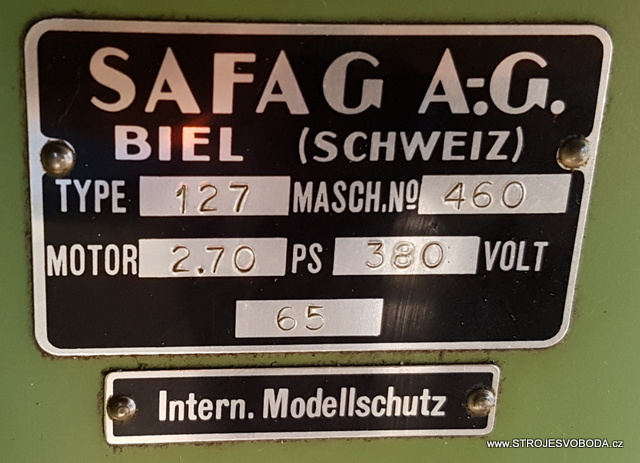 SAFAG A.-G.
BIEL (SCHWEIZ)
TYPE 127 MASCH.Nº 460
MOTOR 2.70 PS 380 VOLT
65
Intern. Modellschutz
www.STROJESVOBODA.cz